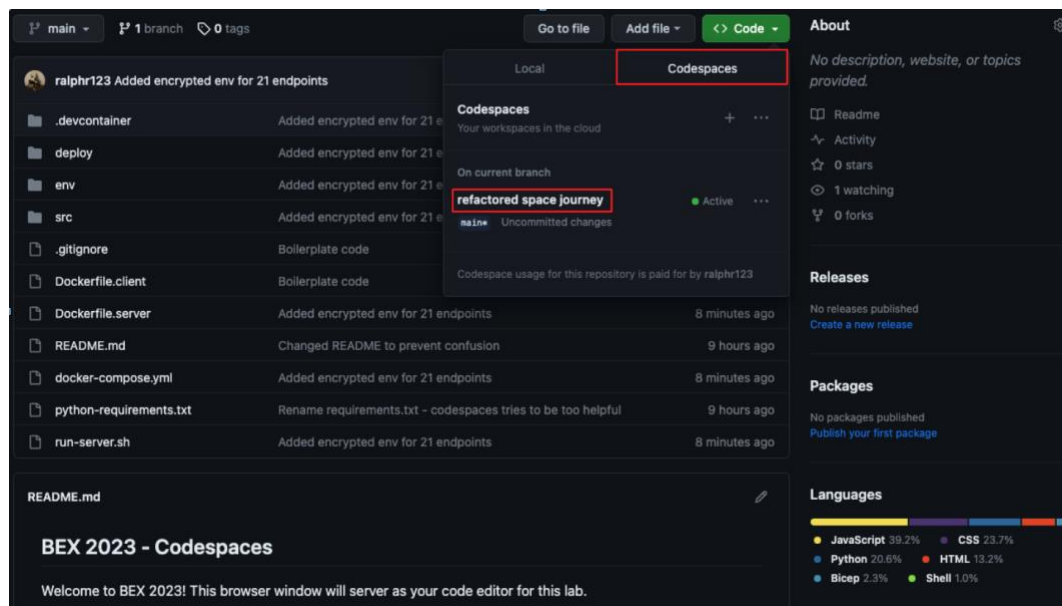 main
1 branch
0 tags
Go to file
Add file
<> Code
ralphr123 Added encrypted env for 21 endpoints
.devcontainer Added encrypted env for 21 e
deploy Added encrypted env for 21 e
env Added encrypted env for 21 e
src Added encrypted env for 21 e
.gitignore Boilerplate code
Dockerfile.client Boilerplate code
Dockerfile.server Added encrypted env for 21 endpoints 8 minutes ago
README.md Changed README to prevent confusion 9 hours ago
docker-compose.yml Added encrypted env for 21 endpoints 8 minutes ago
python-requirements.txt Rename requirements.txt - codespaces tries to be too helpful 9 hours ago
run-server.sh Added encrypted env for 21 endpoints 8 minutes ago
Local
Codespaces
Codespaces
Your workspaces in the cloud
On current branch
refactored space journey
Active
main* Uncommitted changes
Codespace usage for this repository is paid for by ralphr123
README.md
BEX 2023 - Codespaces
Welcome to BEX 2023! This browser window will server as your code editor for this lab.
About
No description, website, or topics
provided.
Readme
Activity
0 stars
1 watching
0 forks
Releases
No releases published
Create a new release
Packages
No packages published
Publish your first package
Languages
JavaScript 39.2% CSS 23.7%
Python 20.6% HTML 13.2%
Bicep 2.3% Shell 1.0%